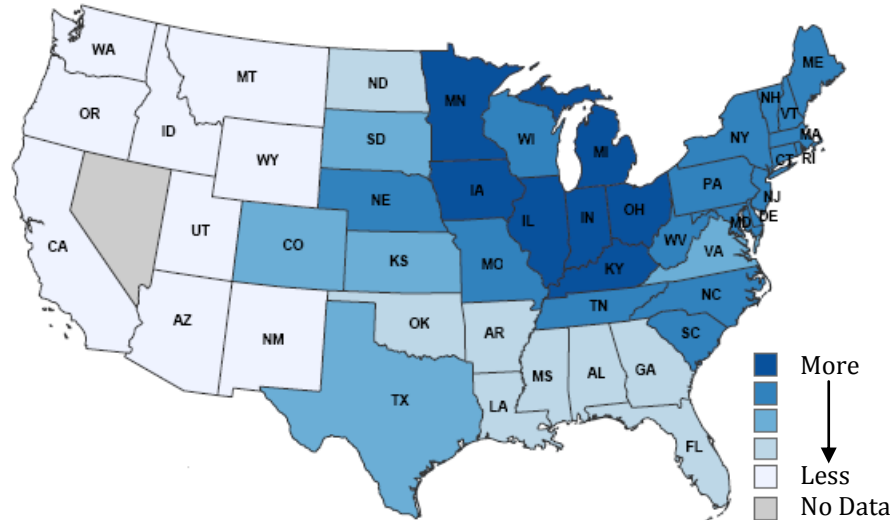 WA
MT
ND
MN
ME
OR
ID
SD
WI
NH
VT
NY
MA
WY
MI
CT
RI
NE
IA
PA
NJ
UT
IL
IN
OH
MD
DE
CA
CO
KS
MO
WV
VA
KY
AZ
NM
OK
AR
TN
NC
SC
TX
LA
MS
AL
GA
FL
More
Less
No Data